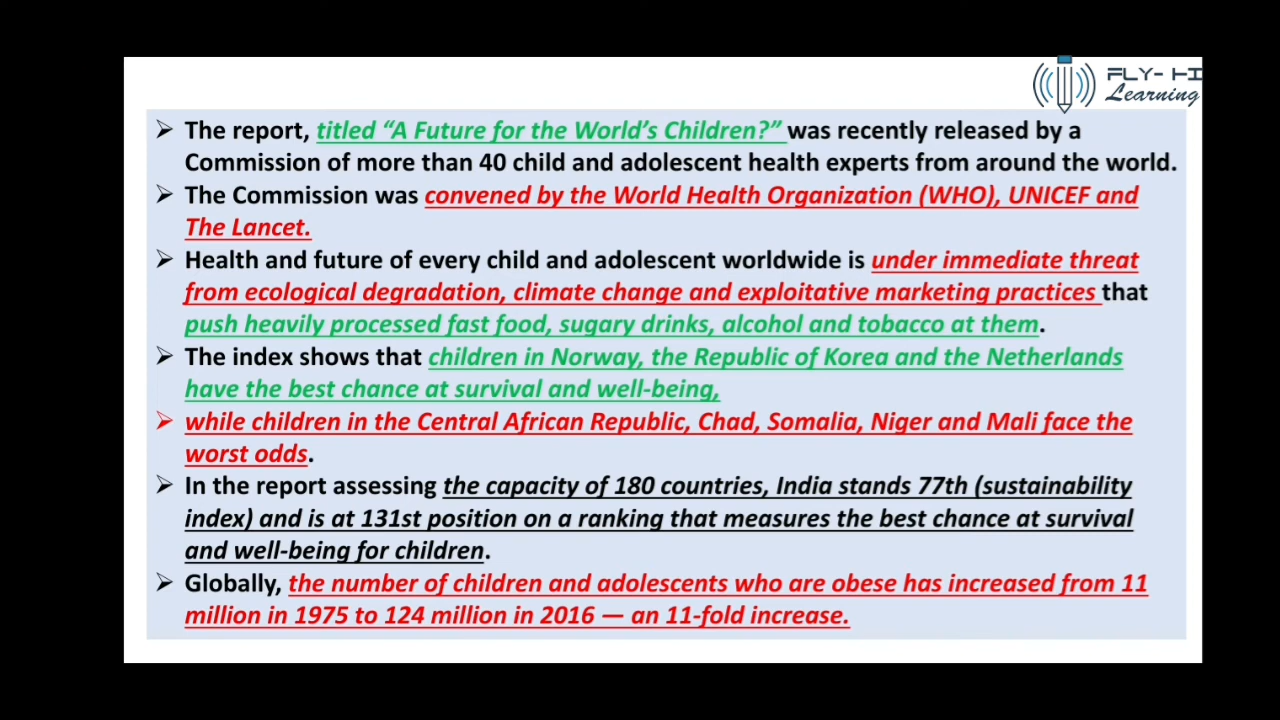 FLY- HI
Learning
➢ The report, titled “A Future for the World’s Children?” was recently released by a
Commission of more than 40 child and adolescent health experts from around the world.
➢ The Commission was convened by the World Health Organization (WHO), UNICEF and
The Lancet.
➢ Health and future of every child and adolescent worldwide is under immediate threat
from ecological degradation, climate change and exploitative marketing practices that
push heavily processed fast food, sugary drinks, alcohol and tobacco at them.
➢ The index shows that children in Norway, the Republic of Korea and the Netherlands
have the best chance at survival and well-being,
➢ while children in the Central African Republic, Chad, Somalia, Niger and Mali face the
worst odds.
➢ In the report assessing the capacity of 180 countries, India stands 77th (sustainability
index) and is at 131st position on a ranking that measures the best chance at survival
and well-being for children.
➢ Globally, the number of children and adolescents who are obese has increased from 11
million in 1975 to 124 million in 2016 — an 11-fold increase.